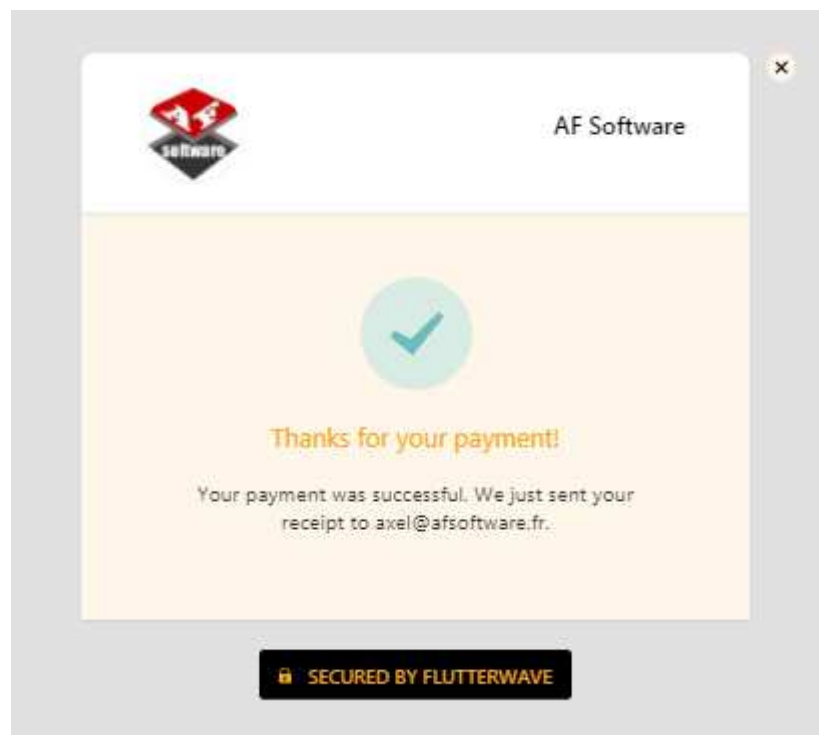 AF
software
AF Software
Thanks for your payment!
Your payment was successful. We just sent your
receipt to axel@afsoftware.fr.
SECURED BY FLUTTERWAVE